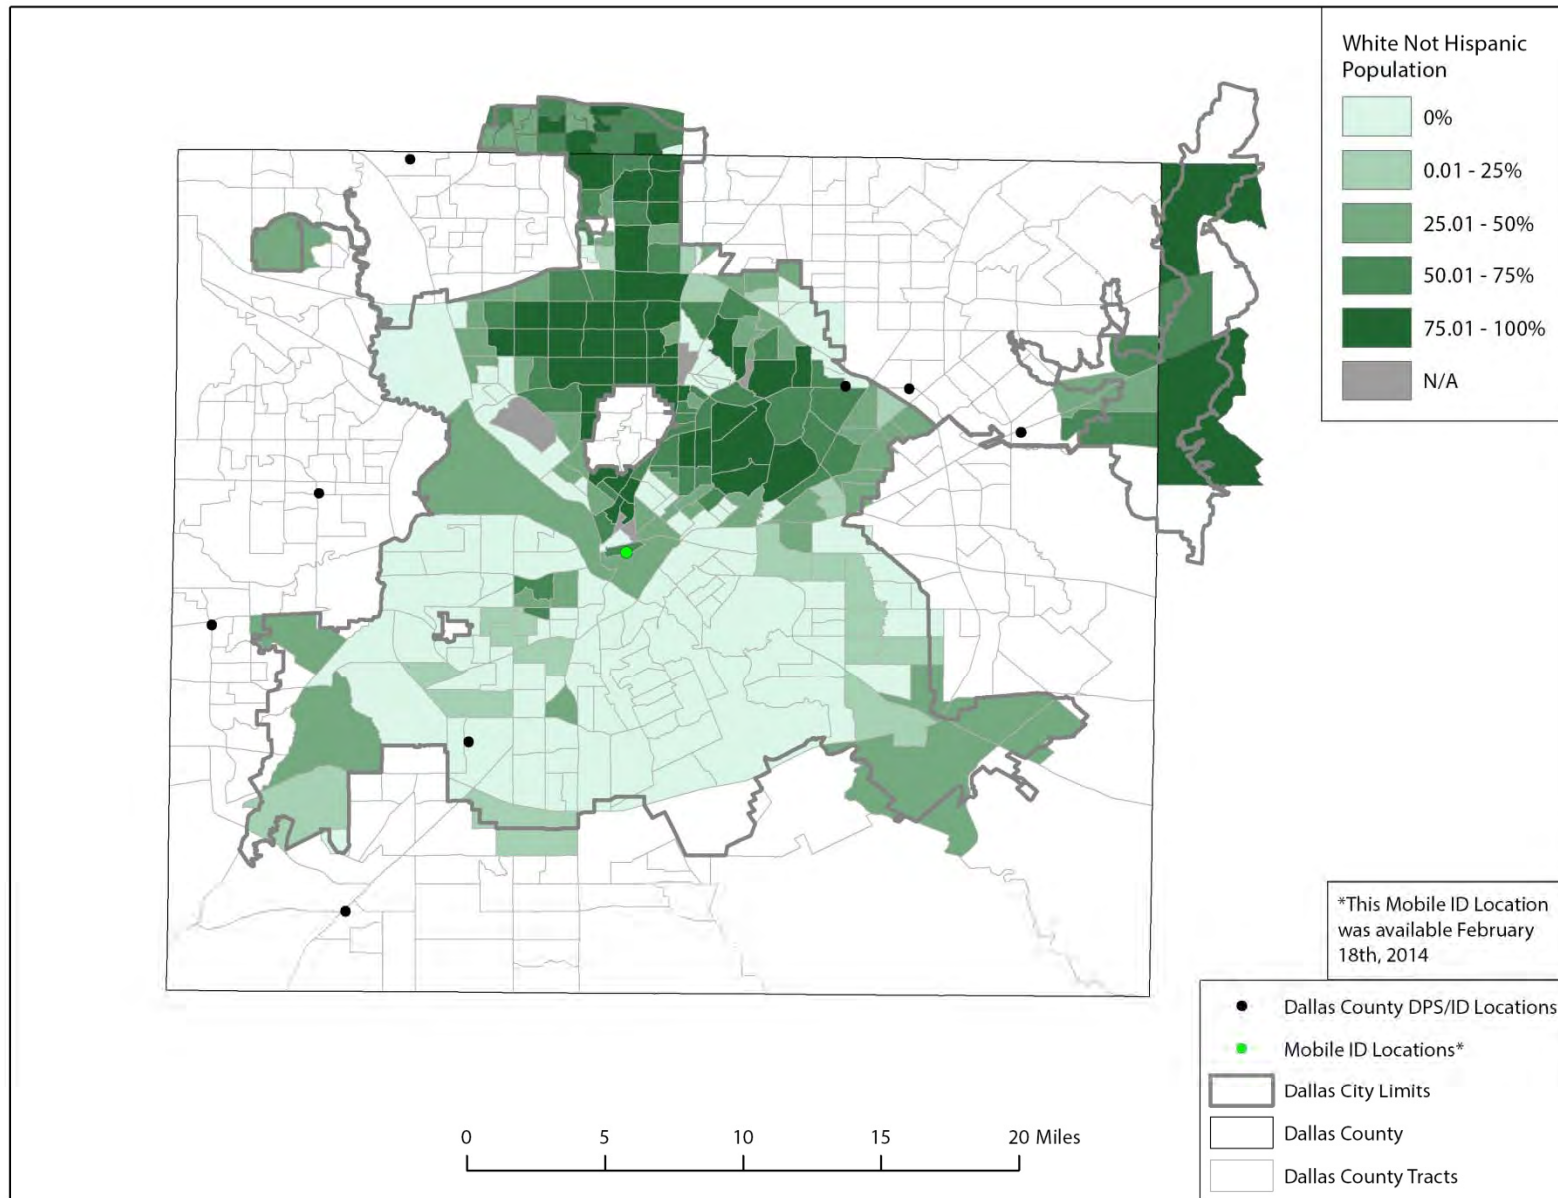 White Not Hispanic
Population
0%
0.01 - 25%
25.01 - 50%
50.01 - 75%
75.01 - 100%
N/A
*This Mobile ID Location
was available February
18th, 2014
Dallas County DPS/ID Locations
Mobile ID Locations*
Dallas City Limits
Dallas County
Dallas County Tracts
0 5 10 15 20 Miles